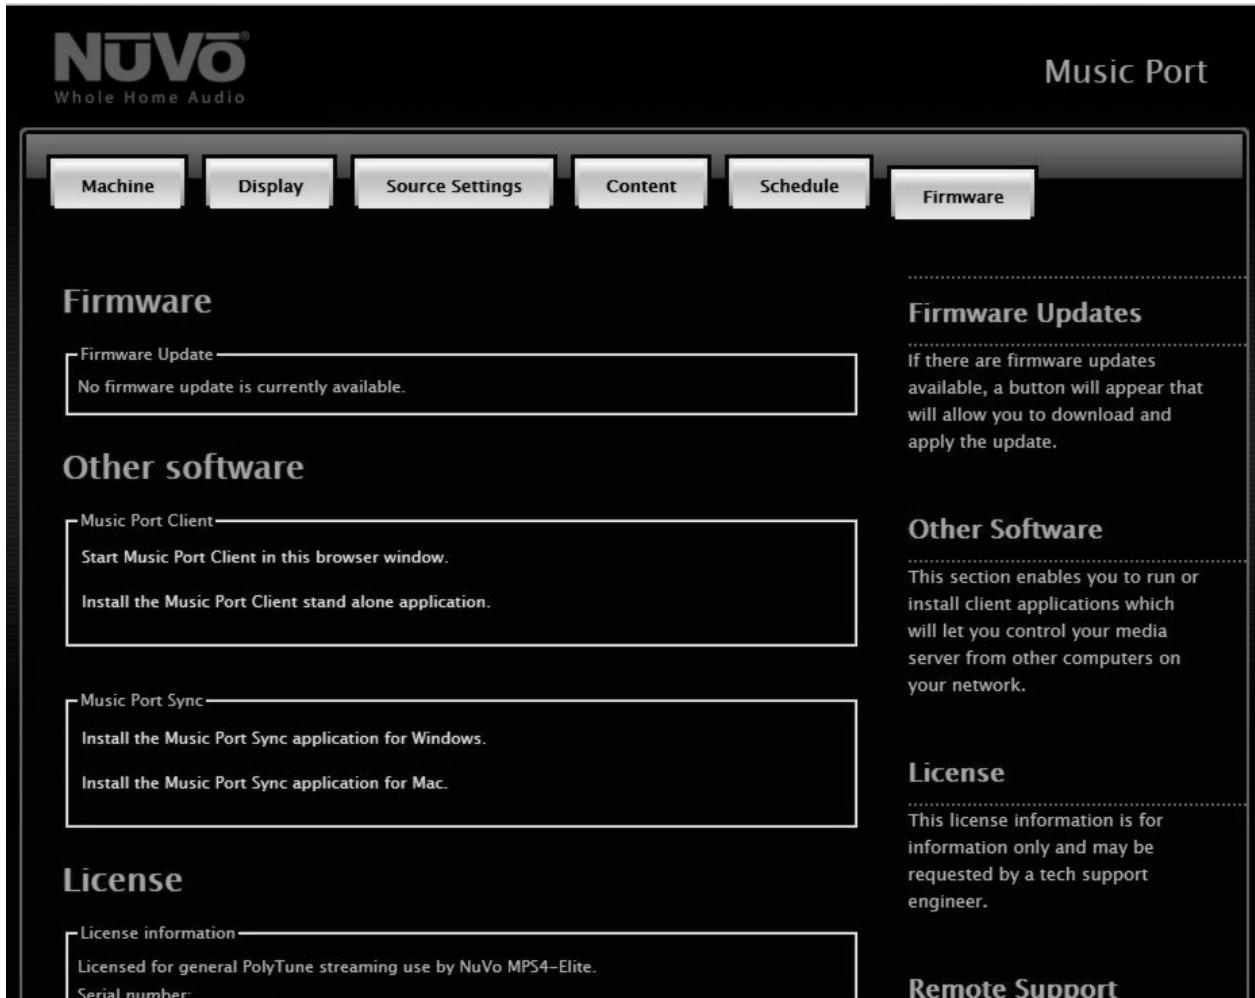 NŪVŌ®
Whole Home Audio
Music Port
Machine
Display
Source Settings
Content
Schedule
Firmware
Firmware
Firmware Update
No firmware update is currently available.
Other software
Music Port Client
Start Music Port Client in this browser window.
Install the Music Port Client stand alone application.
Music Port Sync
Install the Music Port Sync application for Windows.
Install the Music Port Sync application for Mac.
License
License information
Licensed for general PolyTune streaming use by NuVo MPS4-Elite.
Serial number:
Firmware Updates
If there are firmware updates
available, a button will appear that
will allow you to download and
apply the update.
Other Software
This section enables you to run or
install client applications which
will let you control your media
server from other computers on
your network.
License
This license information is for
information only and may be
requested by a tech support
engineer.
Remote Support